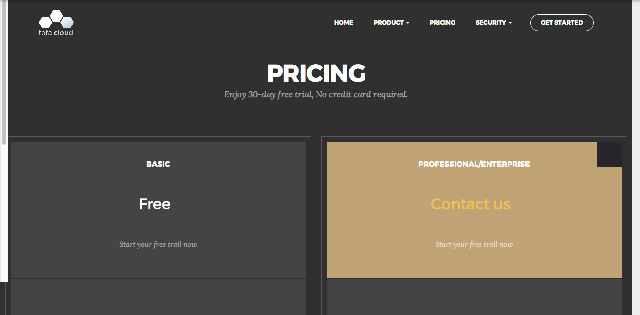 HOME PRODUCT PRICING SECURITY GET STARTED
tota cloud
PRICING
Enjoy 30-day free trial, No credit card required.
BASIC
Free
Start your free trail now
PROFESSIONAL/ENTERPRISE
Contact us
Start your free trail now